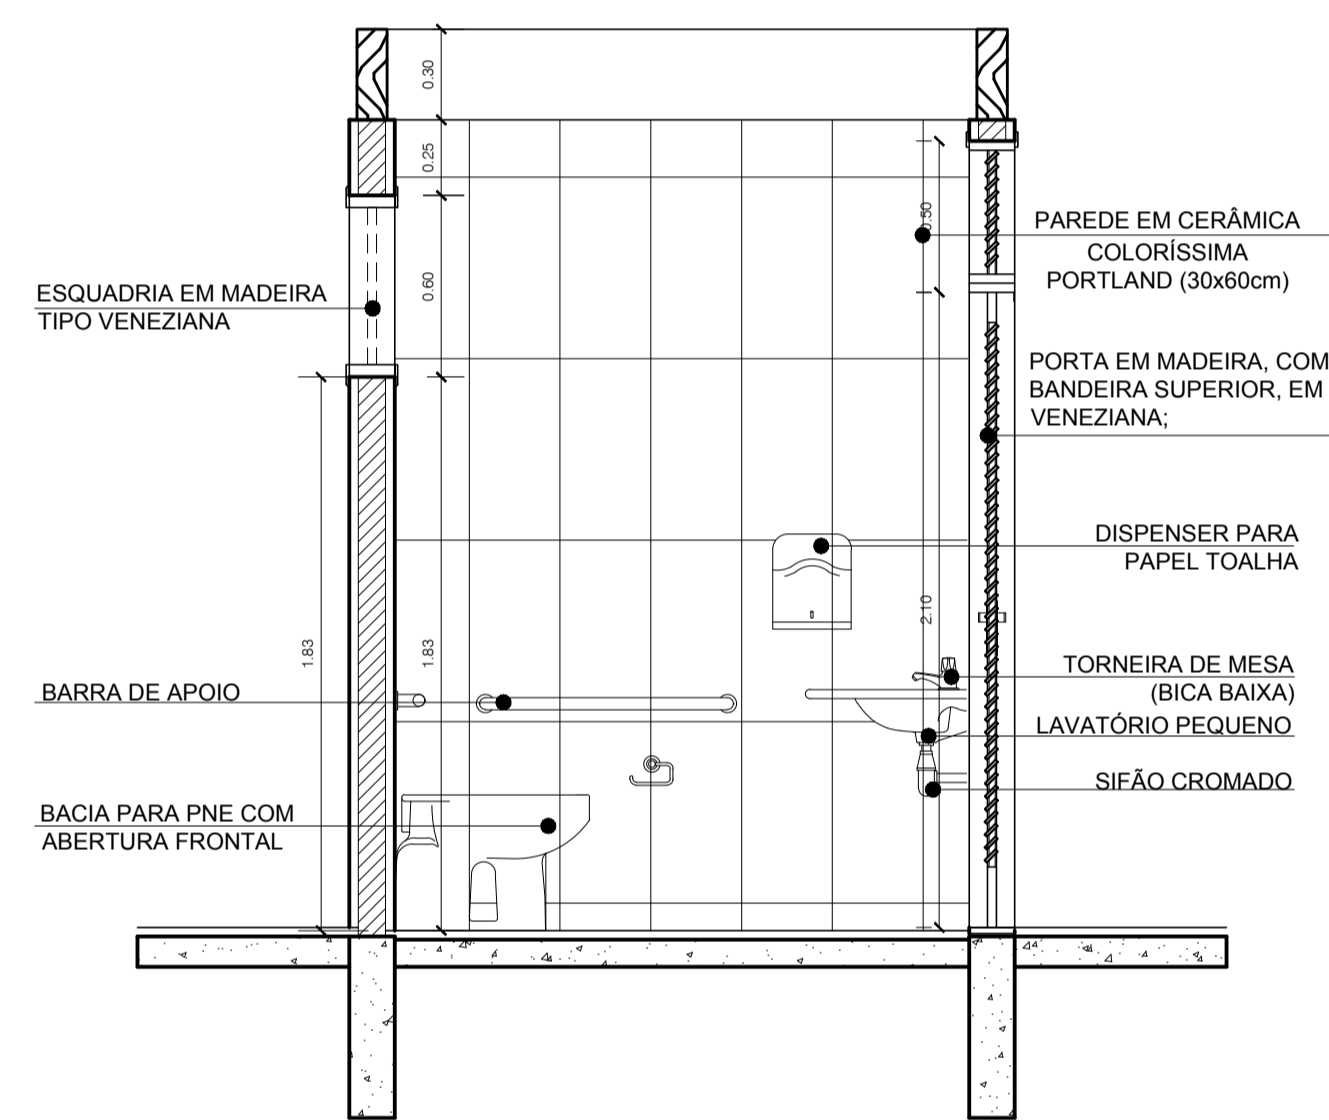 0.30
0.25
0.60
1.83
1.83
0.50
2.10
ESQUADRIA EM MADEIRA
TIPO VENEZIANA
BARRA DE APOIO
BACIA PARA PNE COM
ABERTURA FRONTAL
PAREDE EM CERÂMICA
COLORÍSSIMA
PORTLAND (30x60cm)
PORTA EM MADEIRA, COM
BANDEIRA SUPERIOR, EM
VENEZIANA;
DISPENSER PARA
PAPEL TOALHA
TORNEIRA DE MESA
(BICA BAIXA)
LAVATÓRIO PEQUENO
SIFÃO CROMADO